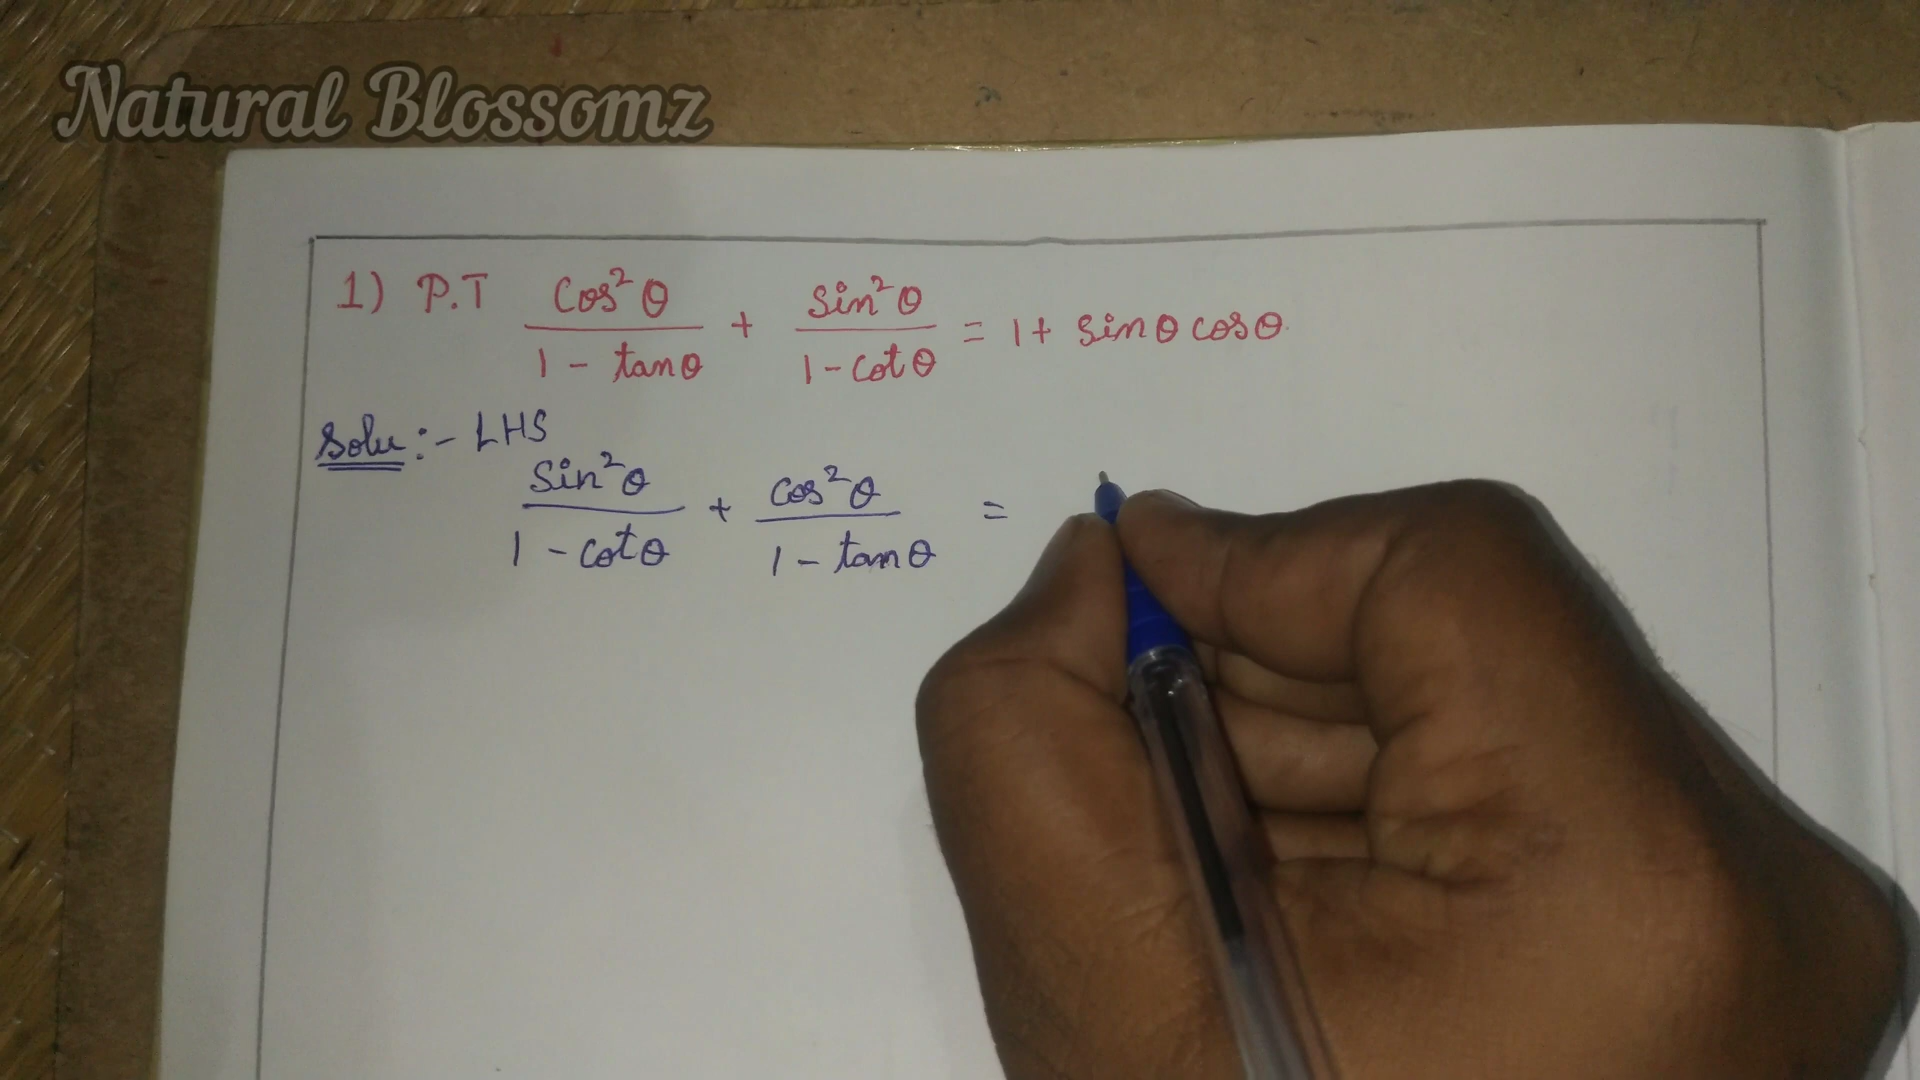 Natural Blossomz
1) P.T Cos²θ / 1 - tanθ + Sin²θ / 1 - cotθ = 1 + Sinθ cosθ
Solu :- LHS
Sin²θ / 1 - cotθ + cos²θ / 1 - tanθ =